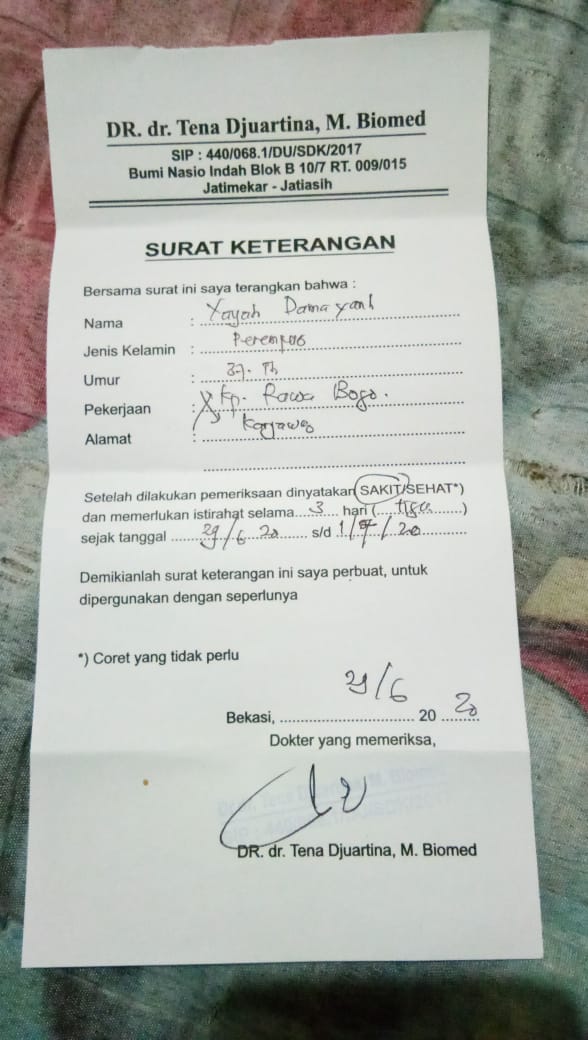 DR. dr. Tena Djuartina, M. Biomed
SIP : 440/068.1/DU/SDK/2017
Bumi Nasio Indah Blok B 10/7 RT. 009/015
Jatimekar - Jatiasih
SURAT KETERANGAN
Bersama surat ini saya terangkan bahwa :
Nama : Yayah Damayanti
Jenis Kelamin : Perempuan
Umur : 37 Th
Pekerjaan : Kp. Rawa Bogo.
Alamat :
Setelah dilakukan pemeriksaan dinyatakan SAKIT/SEHAT*)
dan memerlukan istirahat selama 3 hari ( tiga )
sejak tanggal 29/6 20 s/d 1/7/20
Demikianlah surat keterangan ini saya perbuat, untuk
dipergunakan dengan seperlunya
*) Coret yang tidak perlu
Bekasi, 29/6 20 20
Dokter yang memeriksa,
DR. dr. Tena Djuartina, M. Biomed